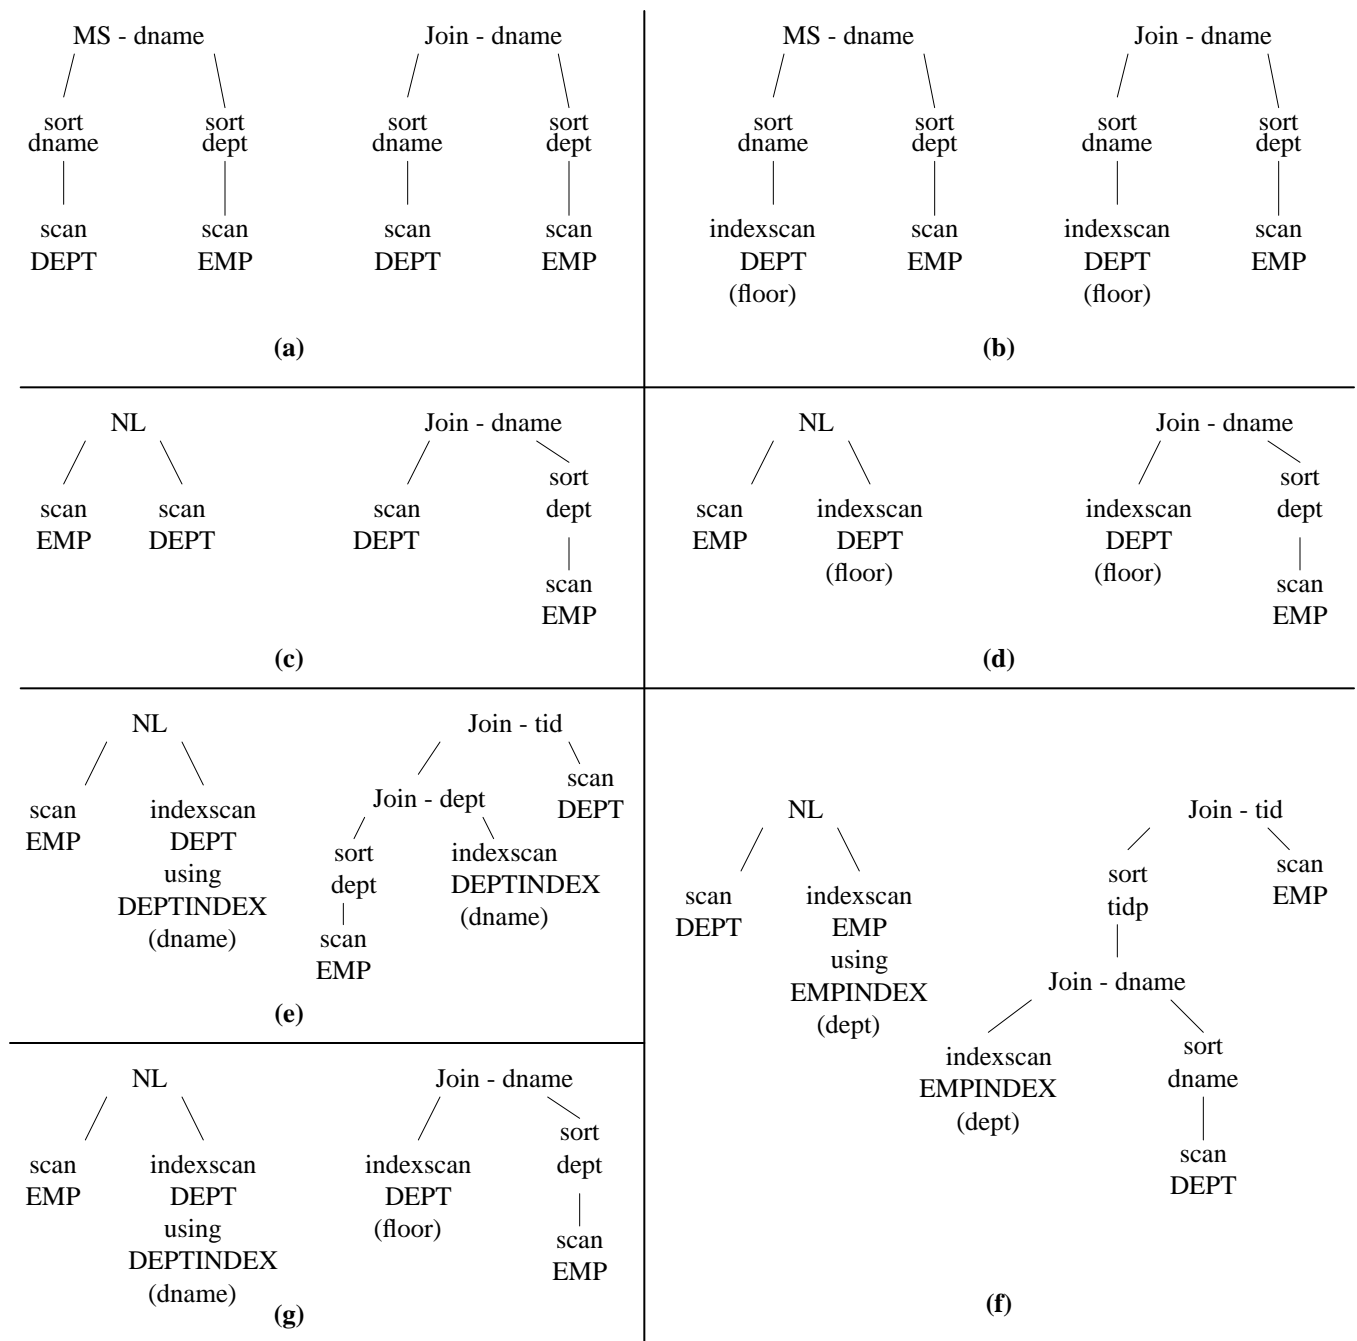 MS - dname
Join - dname
sort
dname
sort
dept
sort
dname
sort
dept
scan
DEPT
scan
EMP
scan
DEPT
scan
EMP
(a)
MS - dname
Join - dname
sort
dname
sort
dept
sort
dname
sort
dept
indexscan
DEPT
(floor)
scan
EMP
indexscan
DEPT
(floor)
scan
EMP
(b)
NL
Join - dname
scan
EMP
scan
DEPT
scan
DEPT
sort
dept
scan
EMP
(c)
NL
Join - dname
scan
EMP
indexscan
DEPT
(floor)
indexscan
DEPT
(floor)
sort
dept
scan
EMP
(d)
NL
Join - tid
scan
EMP
indexscan
DEPT
using
DEPTINDEX
(dname)
Join - dept
scan
DEPT
sort
dept
indexscan
DEPTINDEX
(dname)
scan
EMP
(e)
NL
Join - tid
scan
DEPT
indexscan
EMP
using
EMPINDEX
(dept)
sort
tidp
scan
EMP
Join - dname
indexscan
EMPINDEX
(dept)
sort
dname
scan
DEPT
(f)
NL
Join - dname
scan
EMP
indexscan
DEPT
using
DEPTINDEX
(dname)
indexscan
DEPT
(floor)
sort
dept
scan
EMP
(g)